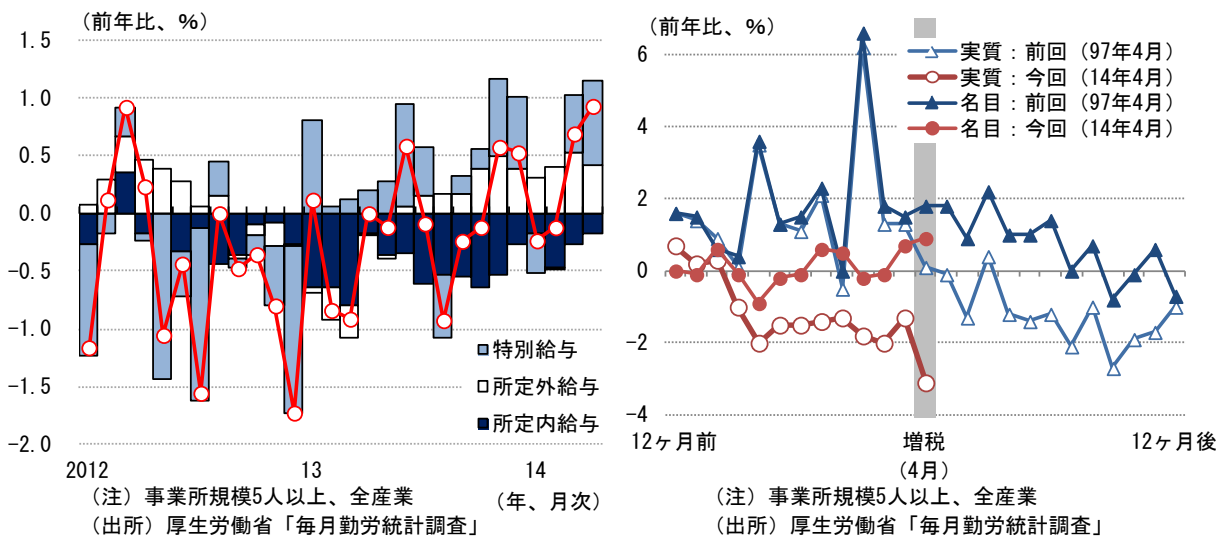 （前年比、%）
1.5
1.0
0.5
0.0
−0.5
−1.0
−1.5
−2.0
特別給与
所定外給与
所定内給与
2012
13
14
（年、月次）
（注）事業所規模5人以上、全産業
（出所）厚生労働省「毎月勤労統計調査」
（前年比、%）
6
4
2
0
−2
−4
実質：前回（97年4月）
実質：今回（14年4月）
名目：前回（97年4月）
名目：今回（14年4月）
12ヶ月前
増税
12ヶ月後
（4月）
（注）事業所規模5人以上、全産業
（出所）厚生労働省「毎月勤労統計調査」